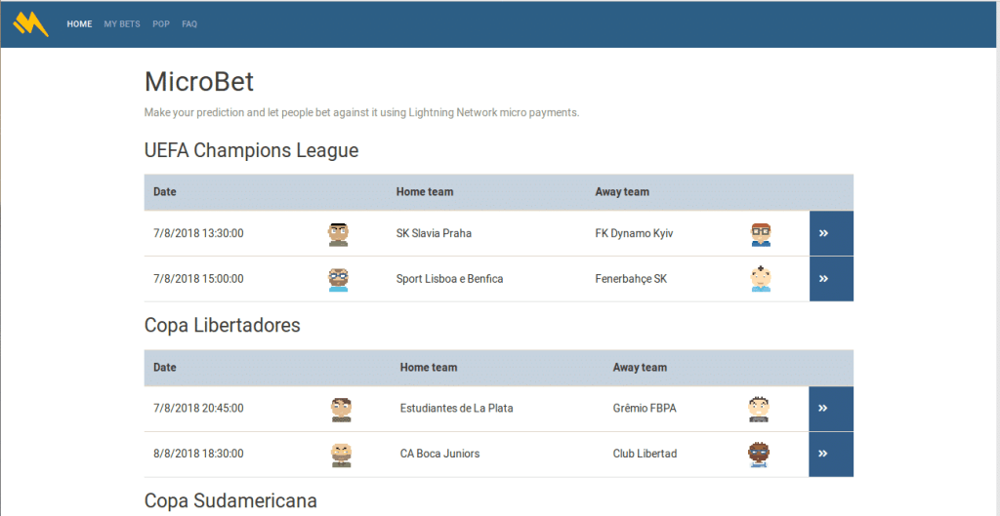 HOME MY BETS POP FAQ
MicroBet
Make your prediction and let people bet against it using Lightning Network micro payments.
UEFA Champions League
Date Home team Away team
7/8/2018 13:30:00 SK Slavia Praha FK Dynamo Kyiv »
7/8/2018 15:00:00 Sport Lisboa e Benfica Fenerbahçe SK »
Copa Libertadores
Date Home team Away team
7/8/2018 20:45:00 Estudiantes de La Plata Grêmio FBPA »
8/8/2018 18:30:00 CA Boca Juniors Club Libertad »
Copa Sudamericana